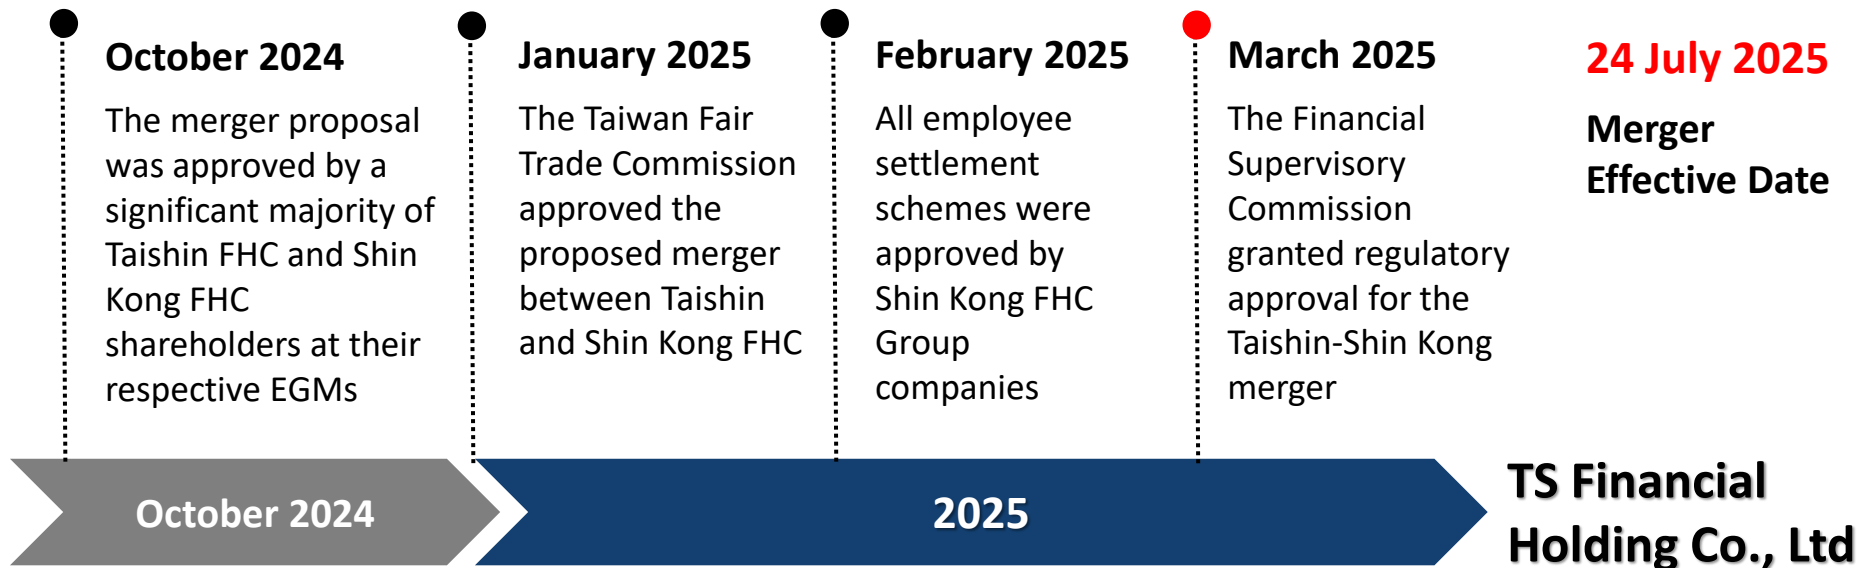 October 2024
The merger proposal
was approved by a
significant majority of
Taishin FHC and Shin
Kong FHC
shareholders at their
respective EGMs
January 2025
The Taiwan Fair
Trade Commission
approved the
proposed merger
between Taishin
and Shin Kong FHC
February 2025
All employee
settlement
schemes were
approved by
Shin Kong FHC
Group
companies
March 2025
The Financial
Supervisory
Commission
granted regulatory
approval for the
Taishin-Shin Kong
merger
24 July 2025
Merger
Effective Date
October 2024
2025
TS Financial
Holding Co., Ltd